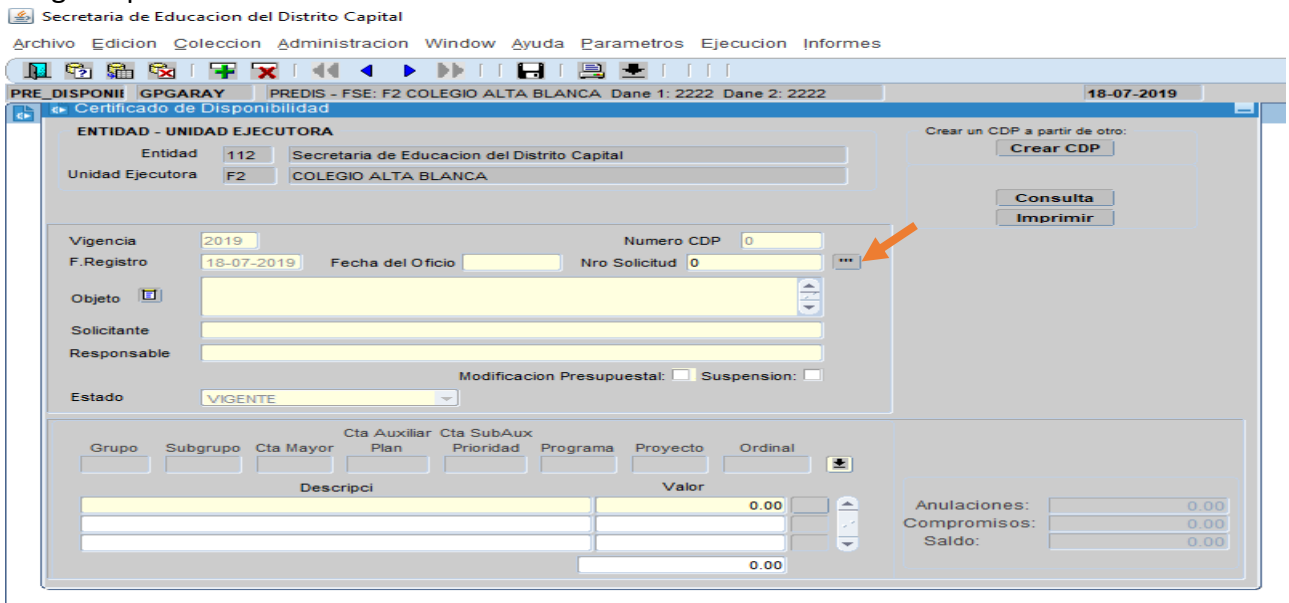 Secretaria de Educacion del Distrito Capital
Archivo Edicion Coleccion Administracion Window Ayuda Parametros Ejecucion Informes
PRE_DISPONIE GPGARAY PREDIS - FSE: F2 COLEGIO ALTA BLANCA Dane 1: 2222 Dane 2: 2222 18-07-2019
Certificado de Disponibilidad
ENTIDAD - UNIDAD EJECUTORA
Crear un CDP a partir de otro:
Entidad 112 Secretaria de Educacion del Distrito Capital
Crear CDP
Unidad Ejecutora F2 COLEGIO ALTA BLANCA
Consulta
Imprimir
Vigencia 2019 Numero CDP 0
F.Registro 18-07-2019 Fecha del Oficio Nro Solicitud 0 ...
Objeto
Solicitante
Responsable
Modificacion Presupuestal: Suspension:
Estado VIGENTE
Cta Auxiliar Cta SubAux
Grupo Subgrupo Cta Mayor Plan Prioridad Programa Proyecto Ordinal
Descripci Valor
0.00
Anulaciones: 0.00
Compromisos: 0.00
Saldo: 0.00
0.00